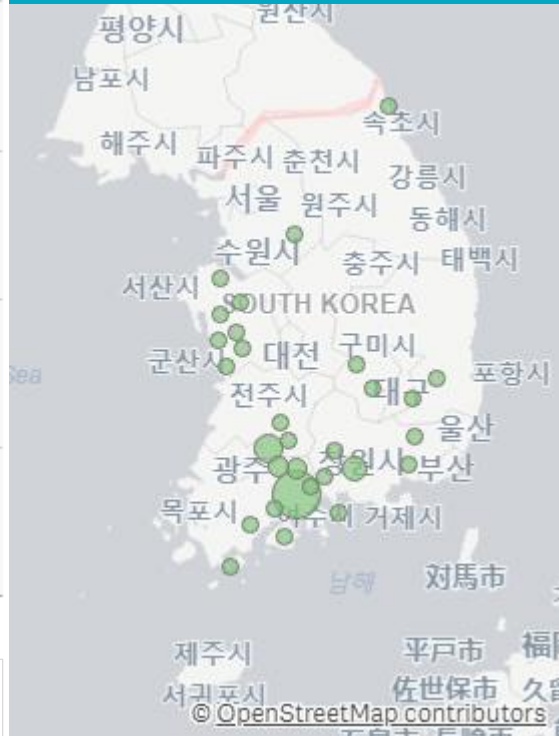 원산시
평양시
남포시
해주시
파주시 춘천시
속초시
강릉시
서울 원주시
동해시
수원시
충주시 태백시
서산시
SOUTH KOREA
군산시
대전 구미시
대구 포항시
전주시
울산
광주 창원시 부산
목포시 여수시 거제시
남해
対馬市
제주시
서귀포시
平戸市
佐世保市
© OpenStreetMap contributors